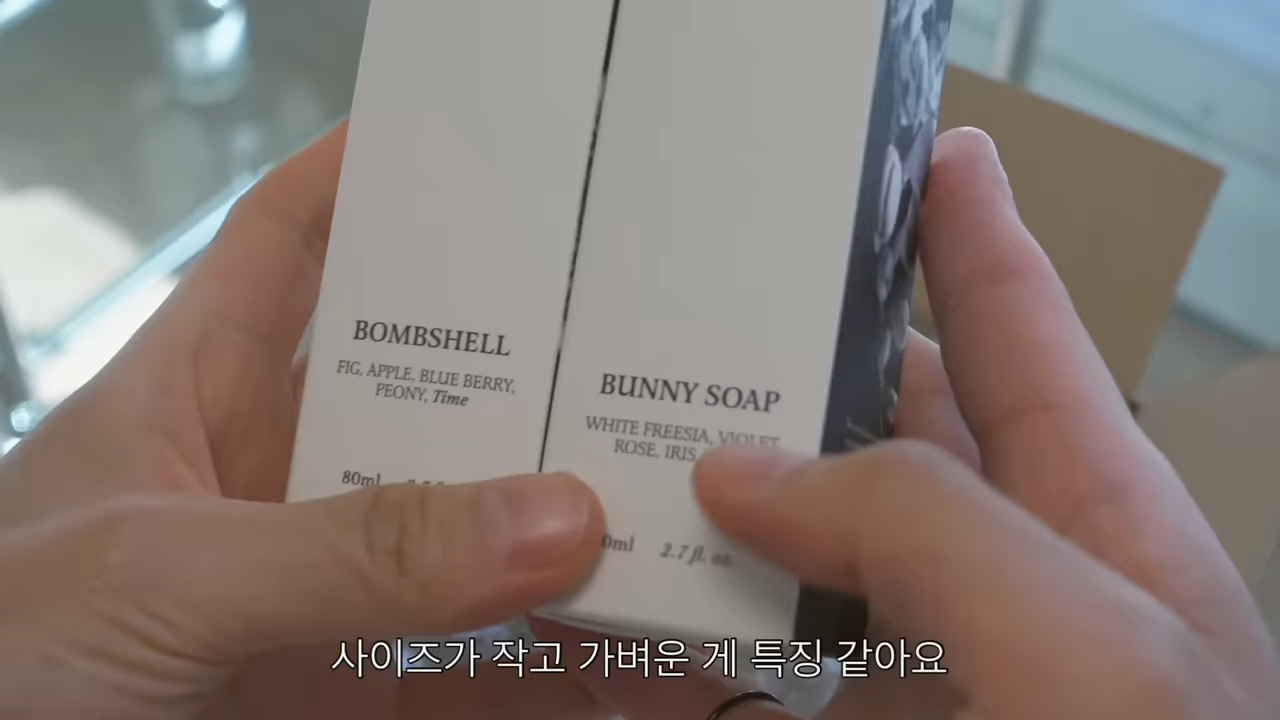 BOMBSHELL
FIG, APPLE, BLUE BERRY,
PEONY, Time
80ml
BUNNY SOAP
WHITE FREESIA, VIOLET
ROSE, IRIS
0ml 2.7 fl. oz.
사이즈가 작고 가벼운 게 특징 같아요